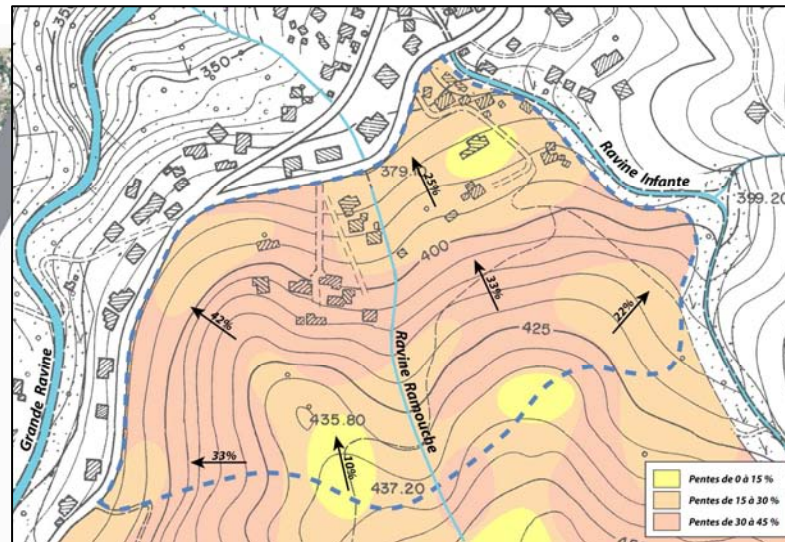 350
379.
25%
Ravine Infante
399.20
400
33%
22%
42%
425
Ravine Ramouche
Grande Ravine
435.80
33%
10%
437.20
Pentes de 0 à 15 %
Pentes de 15 à 30 %
Pentes de 30 à 45 %